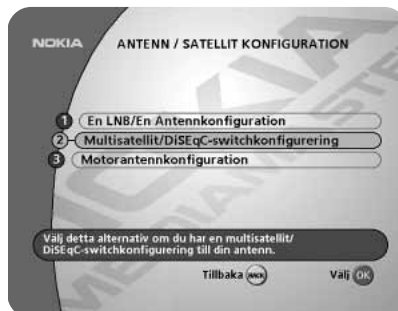 NOKIA
ANTENN / SATELLIT KONFIGURATION
1 En LNB/En Antennkonfiguration
2 Multisatellit/DiSEqC-switchkonfigurering
3 Motorantennkonfiguration
Välj detta alternativ om du har en multisatellit/
DiSEqC-switchkonfigurering till din antenn.
Tillbaka BACK Välj OK